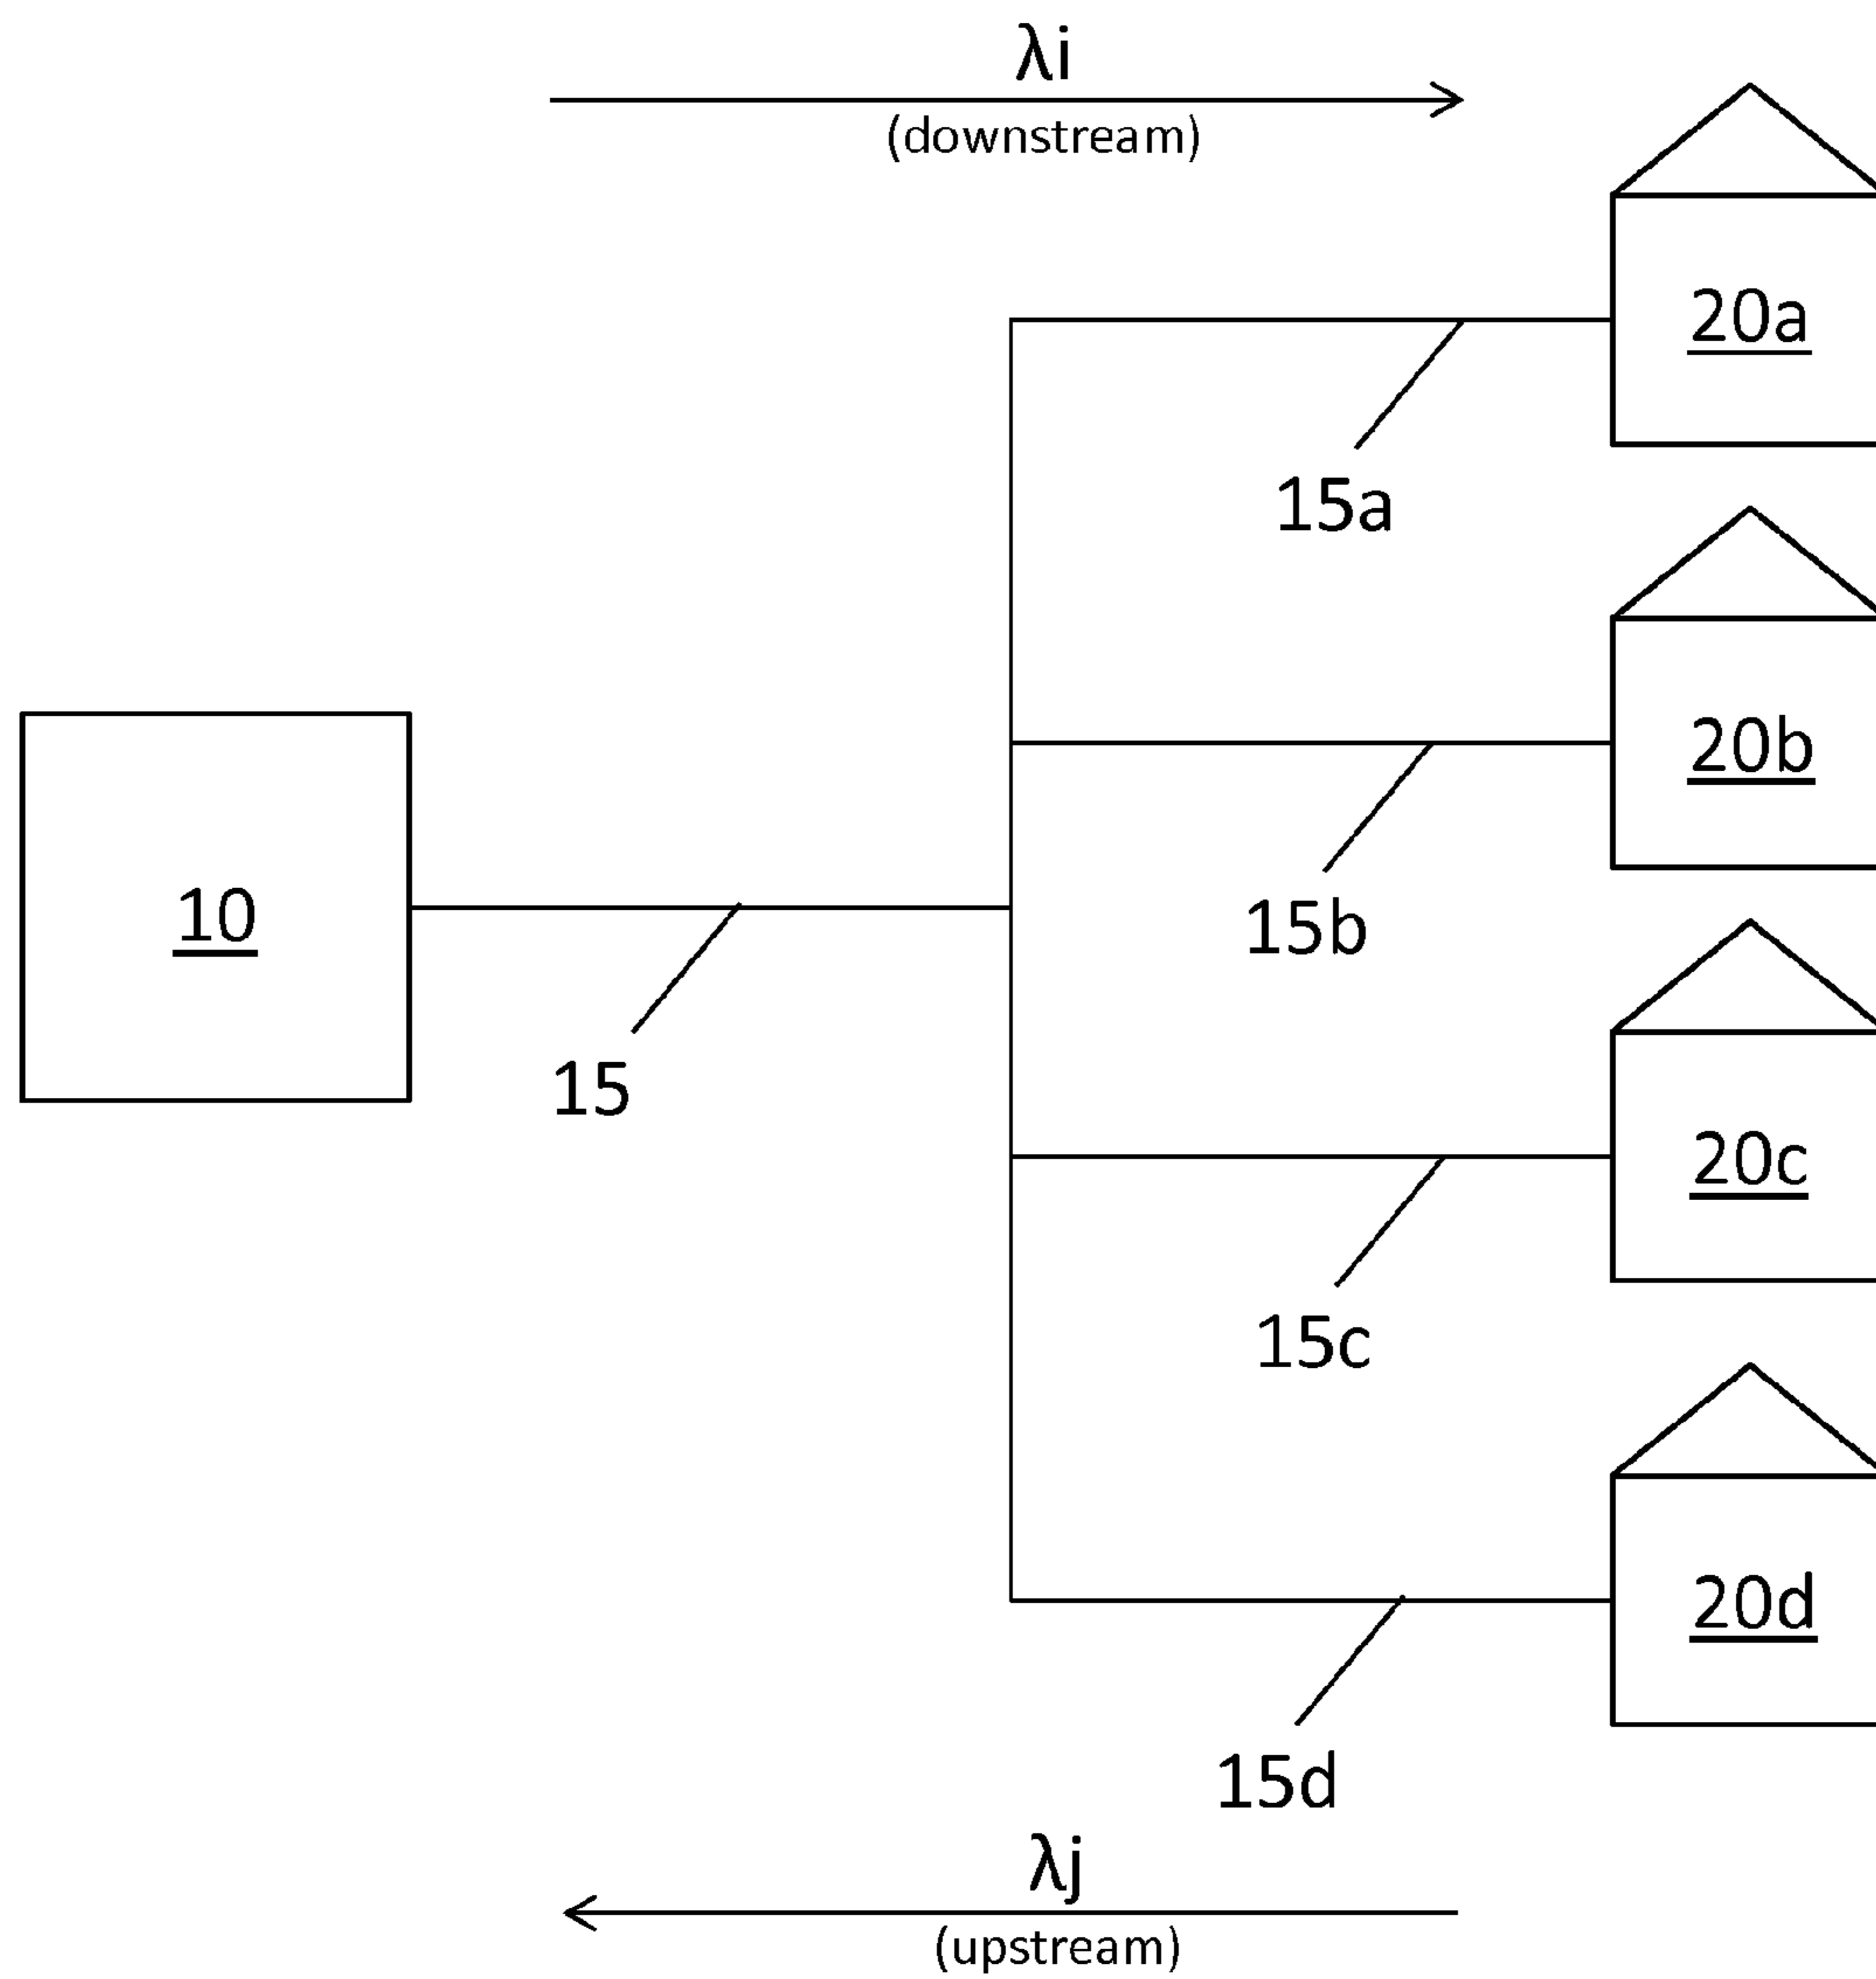 λi
(downstream)
20a
15a
20b
10
15b
15
20c
15c
20d
15d
λj
(upstream)